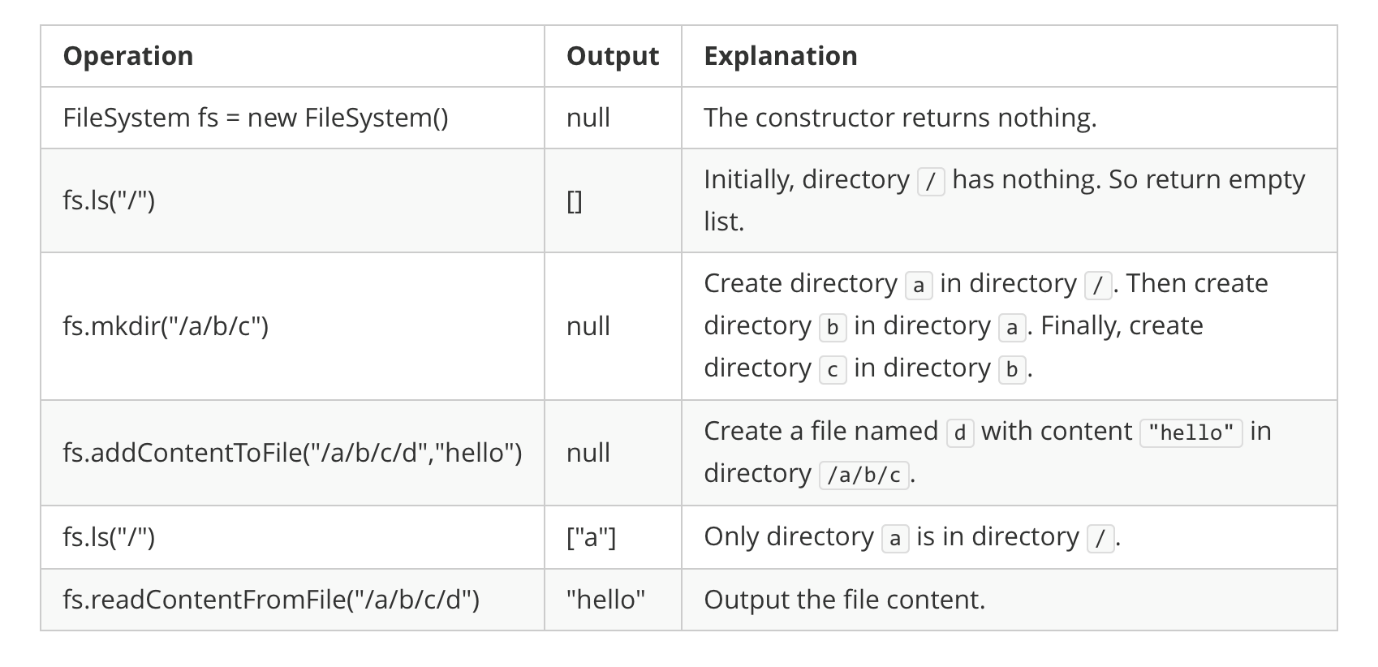 Operation Output Explanation
FileSystem fs = new FileSystem() null The constructor returns nothing.
fs.ls("/") [] Initially, directory / has nothing. So return empty
list.
fs.mkdir("/a/b/c") null Create directory a in directory /. Then create
directory b in directory a. Finally, create
directory c in directory b.
fs.addContentToFile("/a/b/c/d","hello") null Create a file named d with content "hello" in
directory /a/b/c.
fs.ls("/") ["a"] Only directory a is in directory /.
fs.readContentFromFile("/a/b/c/d") "hello" Output the file content.